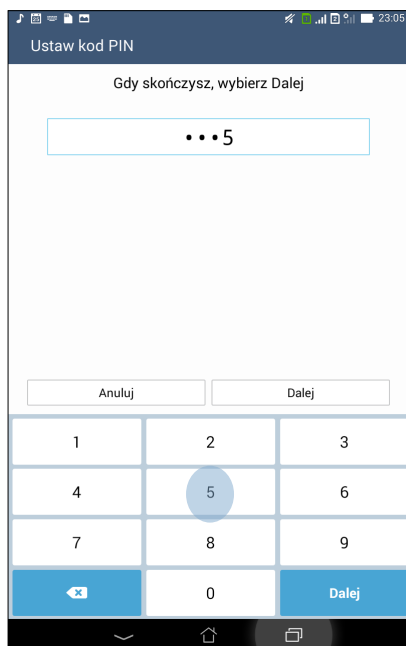 23:05
Ustaw kod PIN
Gdy skończysz, wybierz Dalej
•••5
Anuluj Dalej
1 2 3
4 5 6
7 8 9
0 Dalej